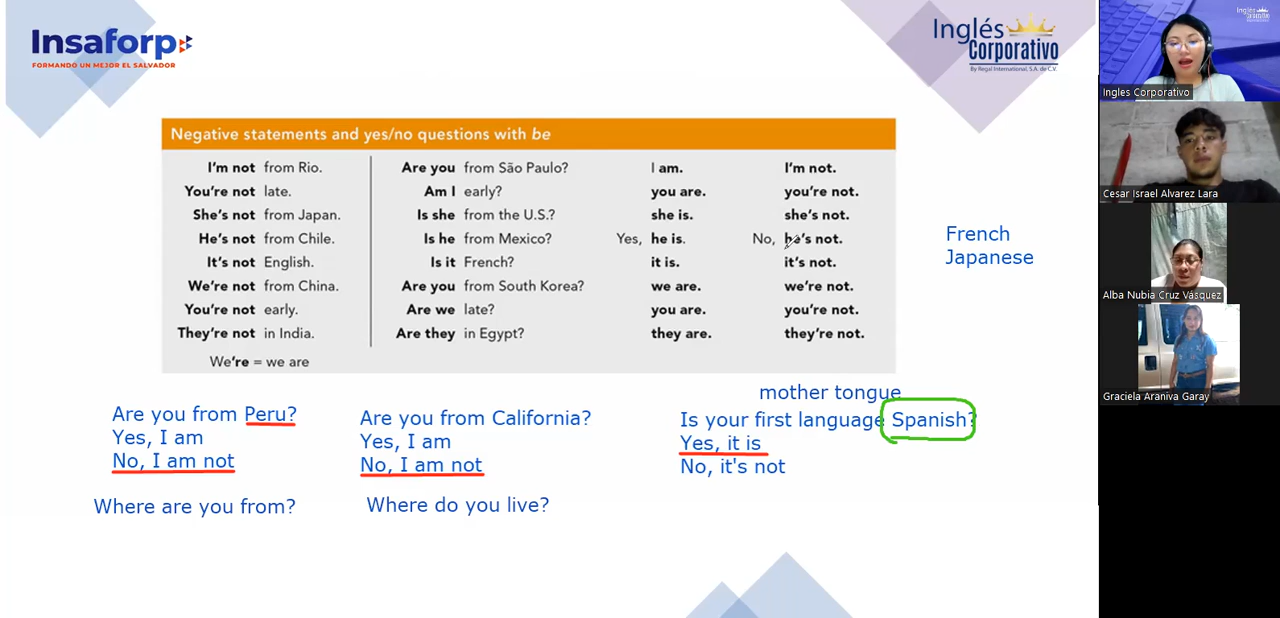 Insaforp
FORMANDO UN MEJOR EL SALVADOR
Inglés
Corporativo
By Regal International, S.A. de C.V.
Negative statements and yes/no questions with be
I'm not from Rio. Are you from São Paulo? I am. I'm not.
You're not late. Am I early? you are. you're not.
She's not from Japan. Is she from the U.S.? she is. she's not.
He's not from Chile. Is he from Mexico? Yes, he is. No, he's not.
It's not English. Is it French? it is. it's not.
We're not from China. Are you from South Korea? we are. we're not.
You're not early. Are we late? you are. you're not.
They're not in India. Are they in Egypt? they are. they're not.
We're = we are
French
Japanese
Are you from Peru?
Yes, I am
No, I am not
Where are you from?
Are you from California?
Yes, I am
No, I am not
Where do you live?
mother tongue
Is your first language Spanish?
Yes, it is
No, it's not
Inglés
Ingles Corporativo
Cesar Israel Alvarez Lara
Alba Nubia Cruz Vásquez
Graciela Araniva Garay